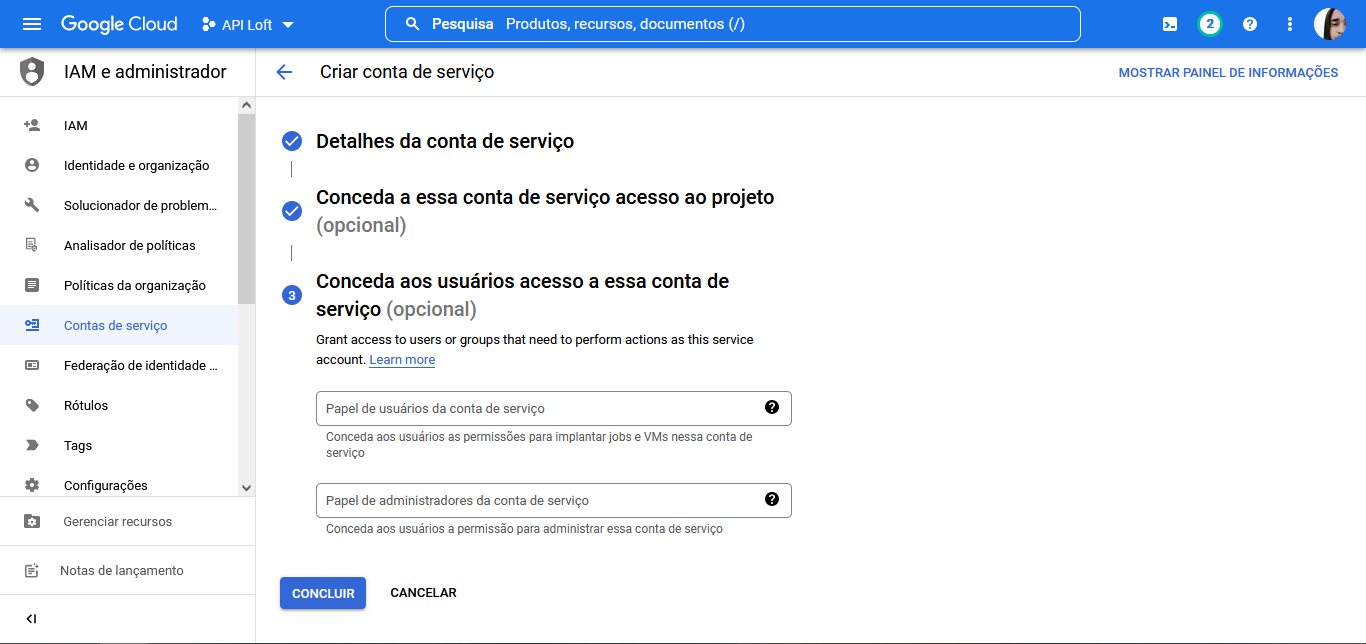 Google Cloud
API Loft
Pesquisa Produtos, recursos, documentos (/)
2
IAM e administrador
Criar conta de serviço
MOSTRAR PAINEL DE INFORMAÇÕES
IAM
Identidade e organização
Solucionador de problem...
Analisador de políticas
Políticas da organização
Contas de serviço
Federação de identidade ...
Rótulos
Tags
Configurações
Gerenciar recursos
Notas de lançamento
Detalhes da conta de serviço
Conceda a essa conta de serviço acesso ao projeto
(opcional)
3
Conceda aos usuários acesso a essa conta de
serviço (opcional)
Grant access to users or groups that need to perform actions as this service
account. Learn more
Papel de usuários da conta de serviço
Conceda aos usuários as permissões para implantar jobs e VMs nessa conta de
serviço
Papel de administradores da conta de serviço
Conceda aos usuários a permissão para administrar essa conta de serviço
CONCLUIR
CANCELAR